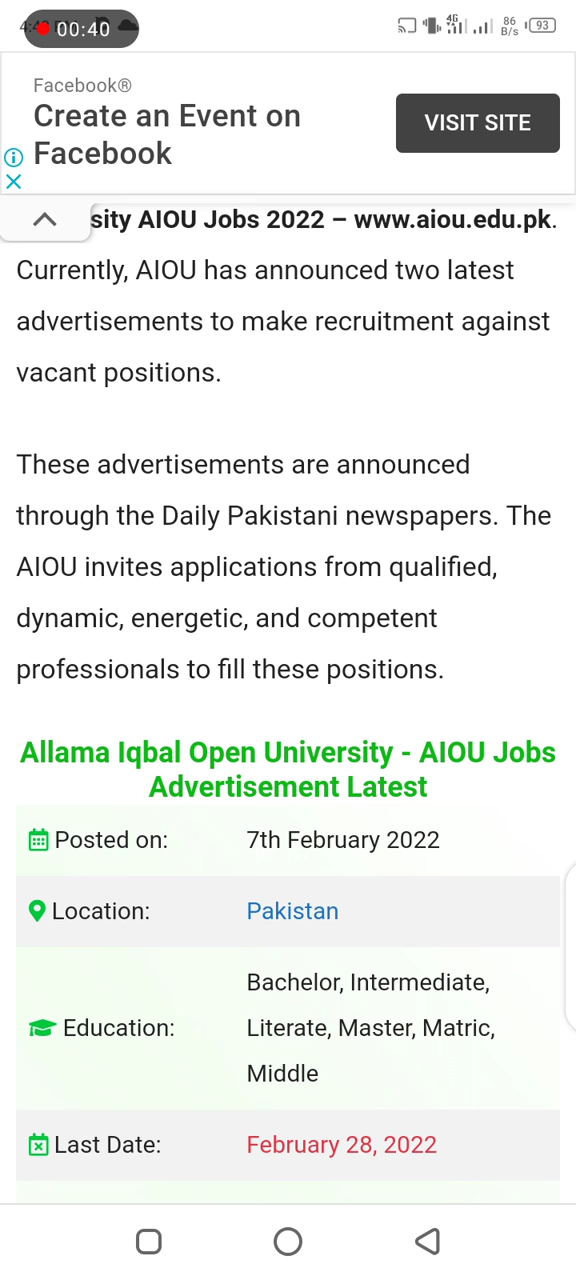 00:40
4G
86
B/s
93
Facebook®
Create an Event on
Facebook
VISIT SITE
sity AIOU Jobs 2022 – www.aiou.edu.pk.
Currently, AIOU has announced two latest
advertisements to make recruitment against
vacant positions.
These advertisements are announced
through the Daily Pakistani newspapers. The
AIOU invites applications from qualified,
dynamic, energetic, and competent
professionals to fill these positions.
Allama Iqbal Open University - AIOU Jobs
Advertisement Latest
Posted on: 7th February 2022
Location: Pakistan
Education: Bachelor, Intermediate,
Literate, Master, Matric,
Middle
Last Date: February 28, 2022